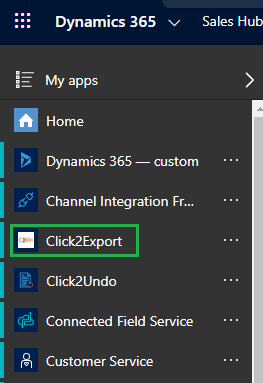 Dynamics 365 Sales Hub
My apps
Home
Dynamics 365 — custom ...
Channel Integration Fr... ...
Click2Export ...
Click2Undo ...
Connected Field Service ...
Customer Service ...